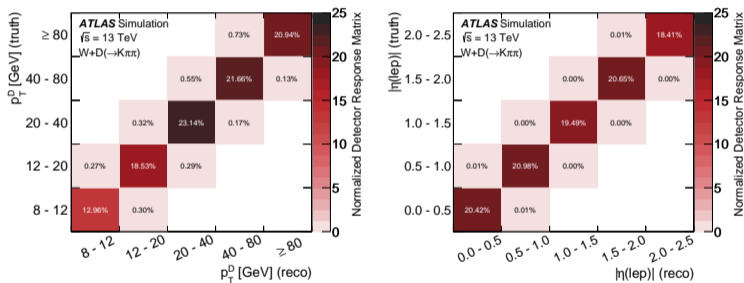 ATLAS Simulation
√s = 13 TeV
W+D(→Kππ)
p_T^D [GeV] (truth)
≥ 80
40 - 80
20 - 40
12 - 20
8 - 12
0.73% 20.94%
0.55% 21.66% 0.13%
0.32% 23.14% 0.17%
0.27% 18.53% 0.29%
12.96% 0.30%
8 - 12
12 - 20
20 - 40
40 - 80
≥ 80
p_T^D [GeV] (reco)
25
20
15
10
5
0
Normalized Detector Response Matrix
ATLAS Simulation
√s = 13 TeV
W+D(→Kππ)
|η(lep)| (truth)
2.0 - 2.5
1.5 - 2.0
1.0 - 1.5
0.5 - 1.0
0.0 - 0.5
0.01% 18.41%
0.00% 20.65% 0.00%
0.00% 19.49% 0.00%
0.01% 20.98% 0.00%
20.42% 0.01%
0.0 - 0.5
0.5 - 1.0
1.0 - 1.5
1.5 - 2.0
2.0 - 2.5
|η(lep)| (reco)
25
20
15
10
5
0
Normalized Detector Response Matrix